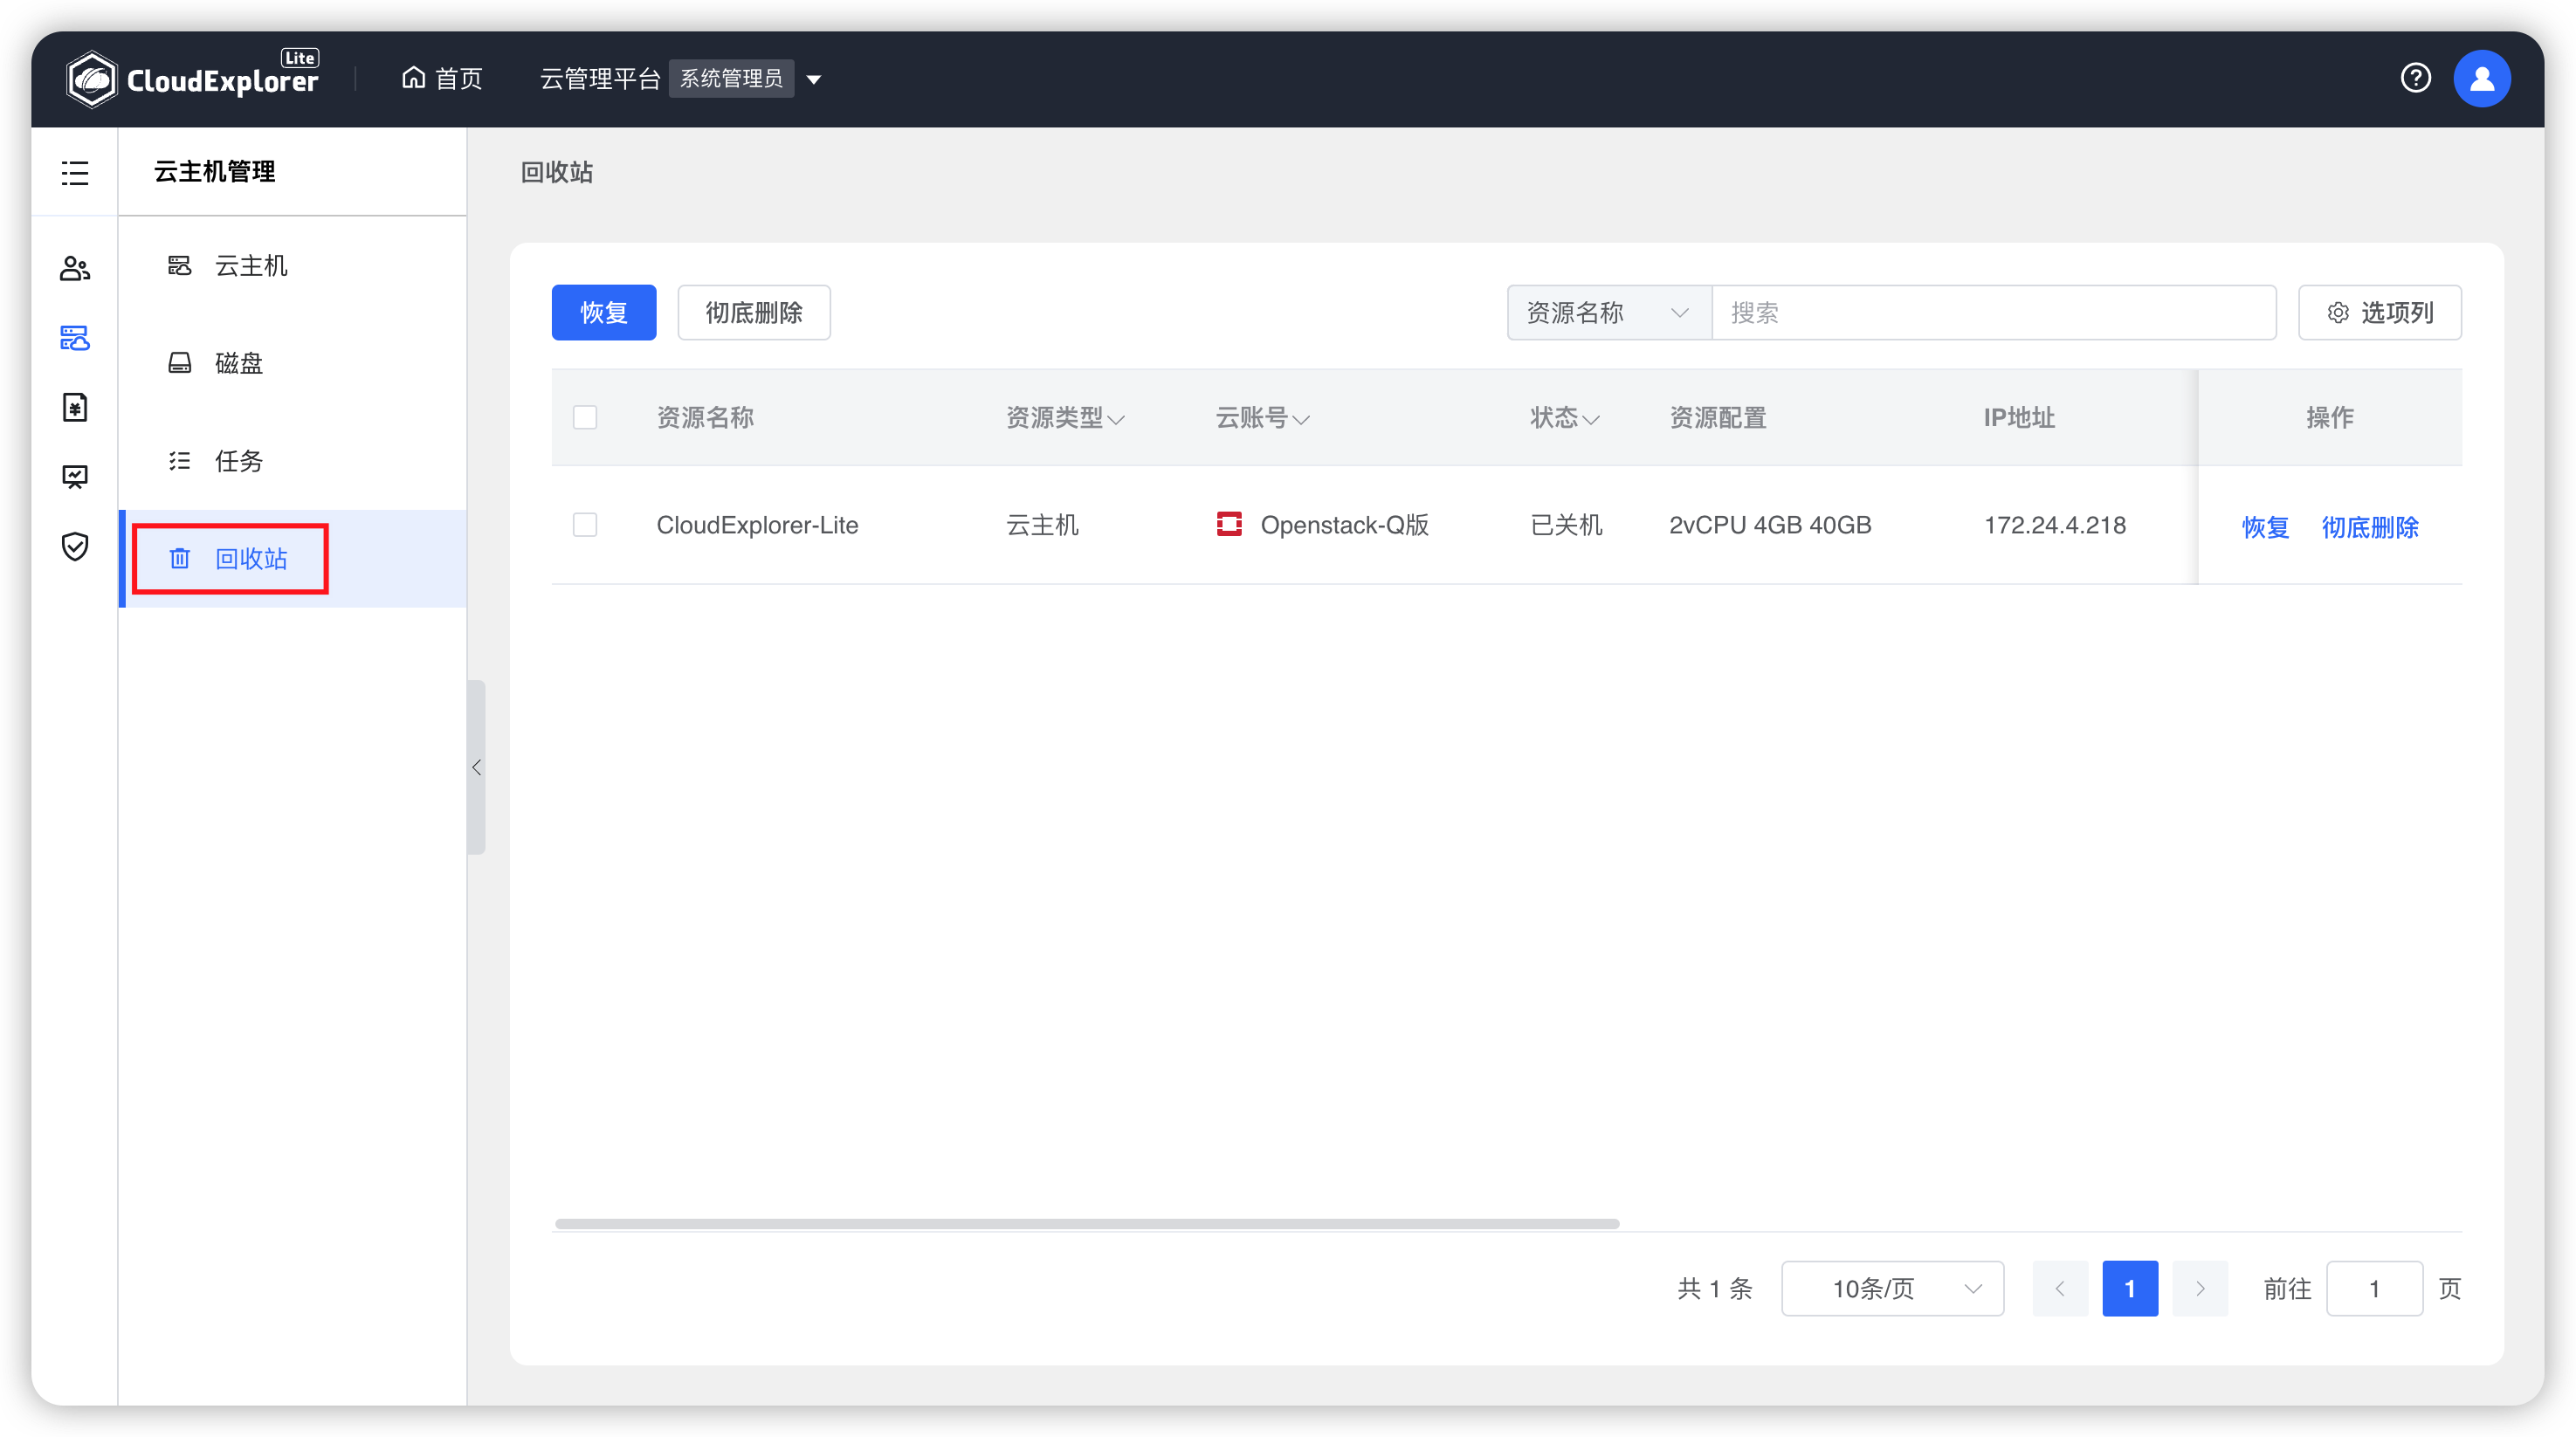 CloudExplorer Lite
首页
云管理平台 系统管理员
云主机管理
云主机
磁盘
任务
回收站
回收站
恢复 彻底删除 资源名称 搜索 选项列
资源名称 资源类型 云账号 状态 资源配置 IP地址 操作
CloudExplorer-Lite 云主机 Openstack-Q版 已关机 2vCPU 4GB 40GB 172.24.4.218 恢复 彻底删除
共 1 条 10条/页 1 前往 1 页